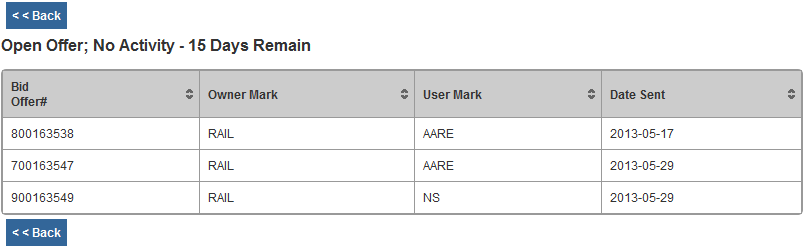 < < Back
Open Offer; No Activity - 15 Days Remain
Bid
Offer# Owner Mark User Mark Date Sent
800163538 RAIL AARE 2013-05-17
700163547 RAIL AARE 2013-05-29
900163549 RAIL NS 2013-05-29
< < Back